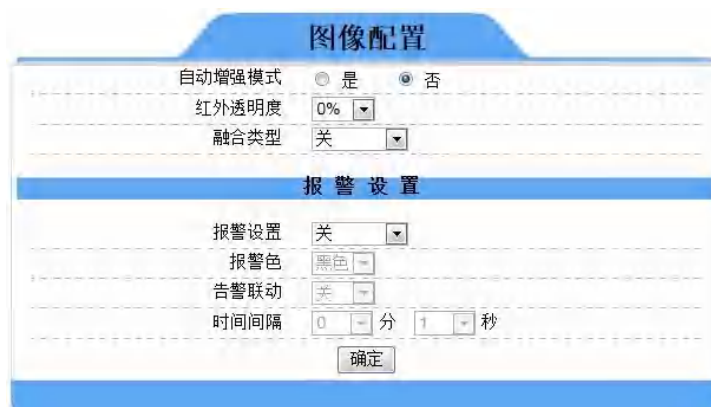 图像配置
自动增强模式 是 否
红外透明度 0%
融合类型 关
报警设置
报警设置 关
报警色 黑色
告警联动 关
时间间隔 0 分 1 秒
确定